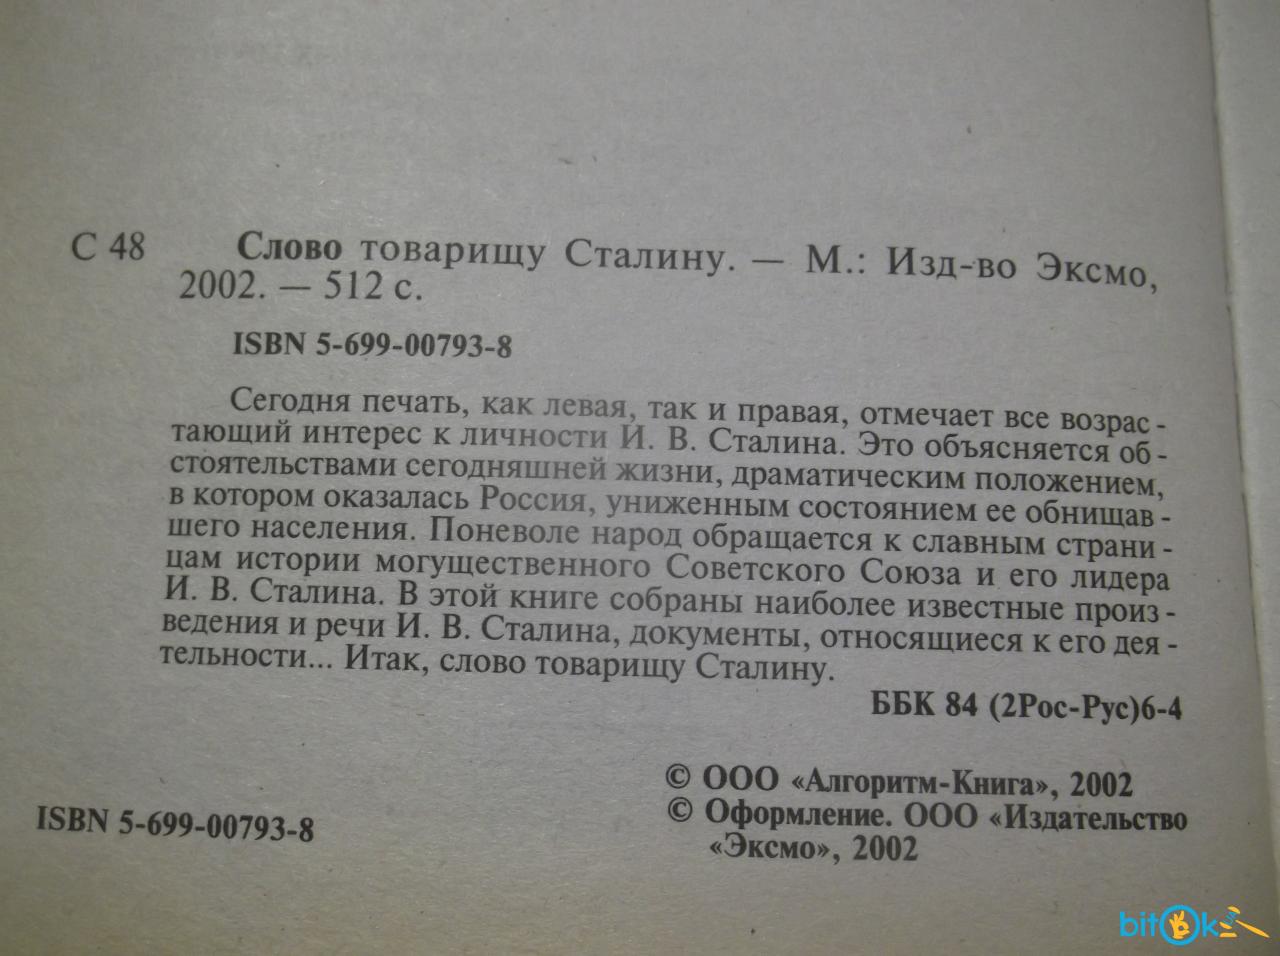 С 48 Слово товарищу Сталину. — М.: Изд-во Эксмо,
2002. — 512 с.
ISBN 5-699-00793-8
Сегодня печать, как левая, так и правая, отмечает все возрас-
тающий интерес к личности И. В. Сталина. Это объясняется об-
стоятельствами сегодняшней жизни, драматическим положением,
в котором оказалась Россия, униженным состоянием ее обнищав-
шего населения. Поневоле народ обращается к славным страни-
цам истории могущественного Советского Союза и его лидера
И. В. Сталина. В этой книге собраны наиболее известные произ-
ведения и речи И. В. Сталина, документы, относящиеся к его дея-
тельности... Итак, слово товарищу Сталину.
ББК 84 (2Рос-Рус)6-4
© ООО «Алгоритм-Книга», 2002
© Оформление. ООО «Издательство
«Эксмо», 2002
ISBN 5-699-00793-8
bitOk